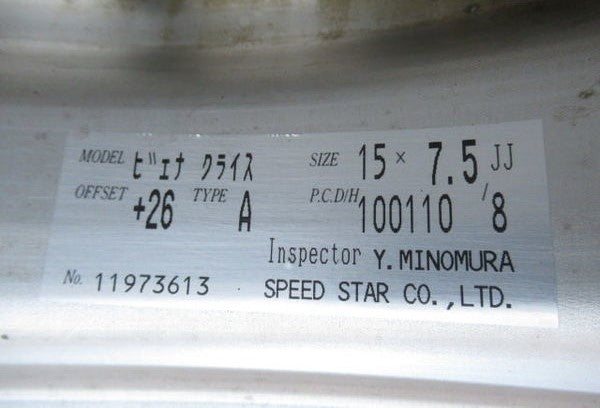 MODEL ビエナ クライス SIZE 15 × 7.5 JJ
OFFSET +26 TYPE A P.C.D/H 100110 /8
Inspector Y. MINOMURA
No. 11973613 SPEED STAR CO.,LTD.